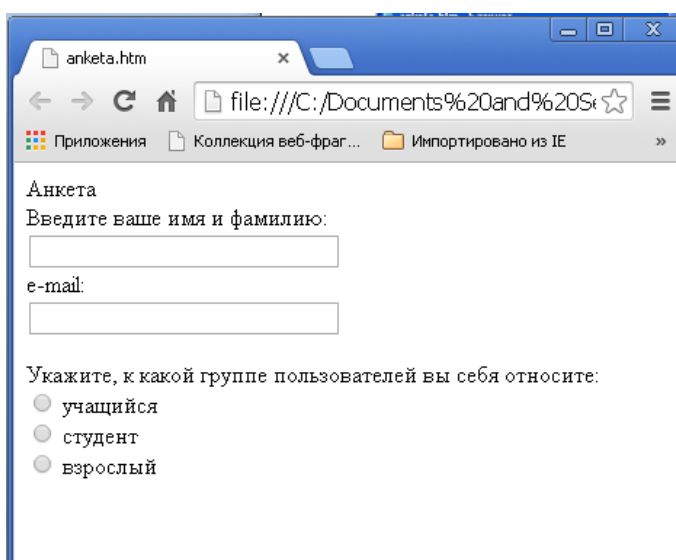 anketa.htm
file:///C:/Documents%20and%20Se
Приложения Коллекция веб-фраг... Импортировано из IE »
Анкета
Введите ваше имя и фамилию:
e-mail:
Укажите, к какой группе пользователей вы себя относите:
учащийся
студент
взрослый